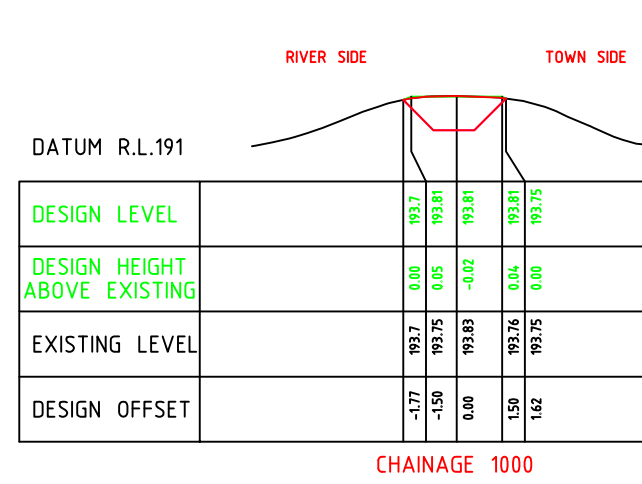 RIVER SIDE TOWN SIDE
DATUM R.L.191
DESIGN LEVEL 193.7 193.81 193.81 193.81 193.75
DESIGN HEIGHT
ABOVE EXISTING 0.00 0.05 -0.02 0.04 0.00
EXISTING LEVEL 193.7 193.75 193.83 193.76 193.75
DESIGN OFFSET -1.77 -1.50 0.00 1.50 1.62
CHAINAGE 1000